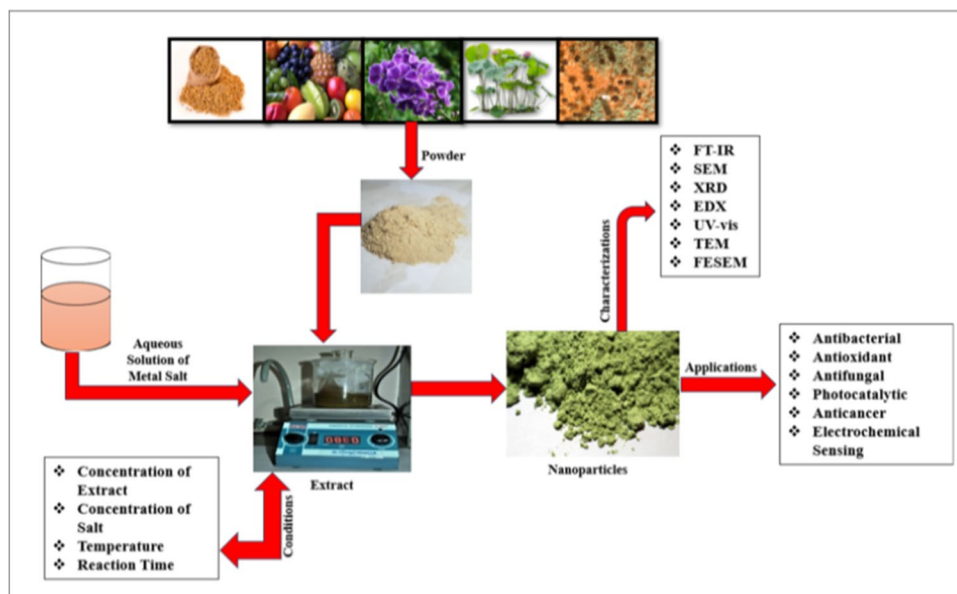 Powder
❖ FT-IR
❖ SEM
❖ XRD
❖ EDX
❖ UV-vis
❖ TEM
❖ FESEM
Characterizations
Aqueous
Solution of
Metal Salt
Applications
❖ Antibacterial
❖ Antioxidant
❖ Antifungal
❖ Photocatalytic
❖ Anticancer
❖ Electrochemical
Sensing
Nanoparticles
Extract
Conditions
❖ Concentration of
Extract
❖ Concentration of
Salt
❖ Temperature
❖ Reaction Time